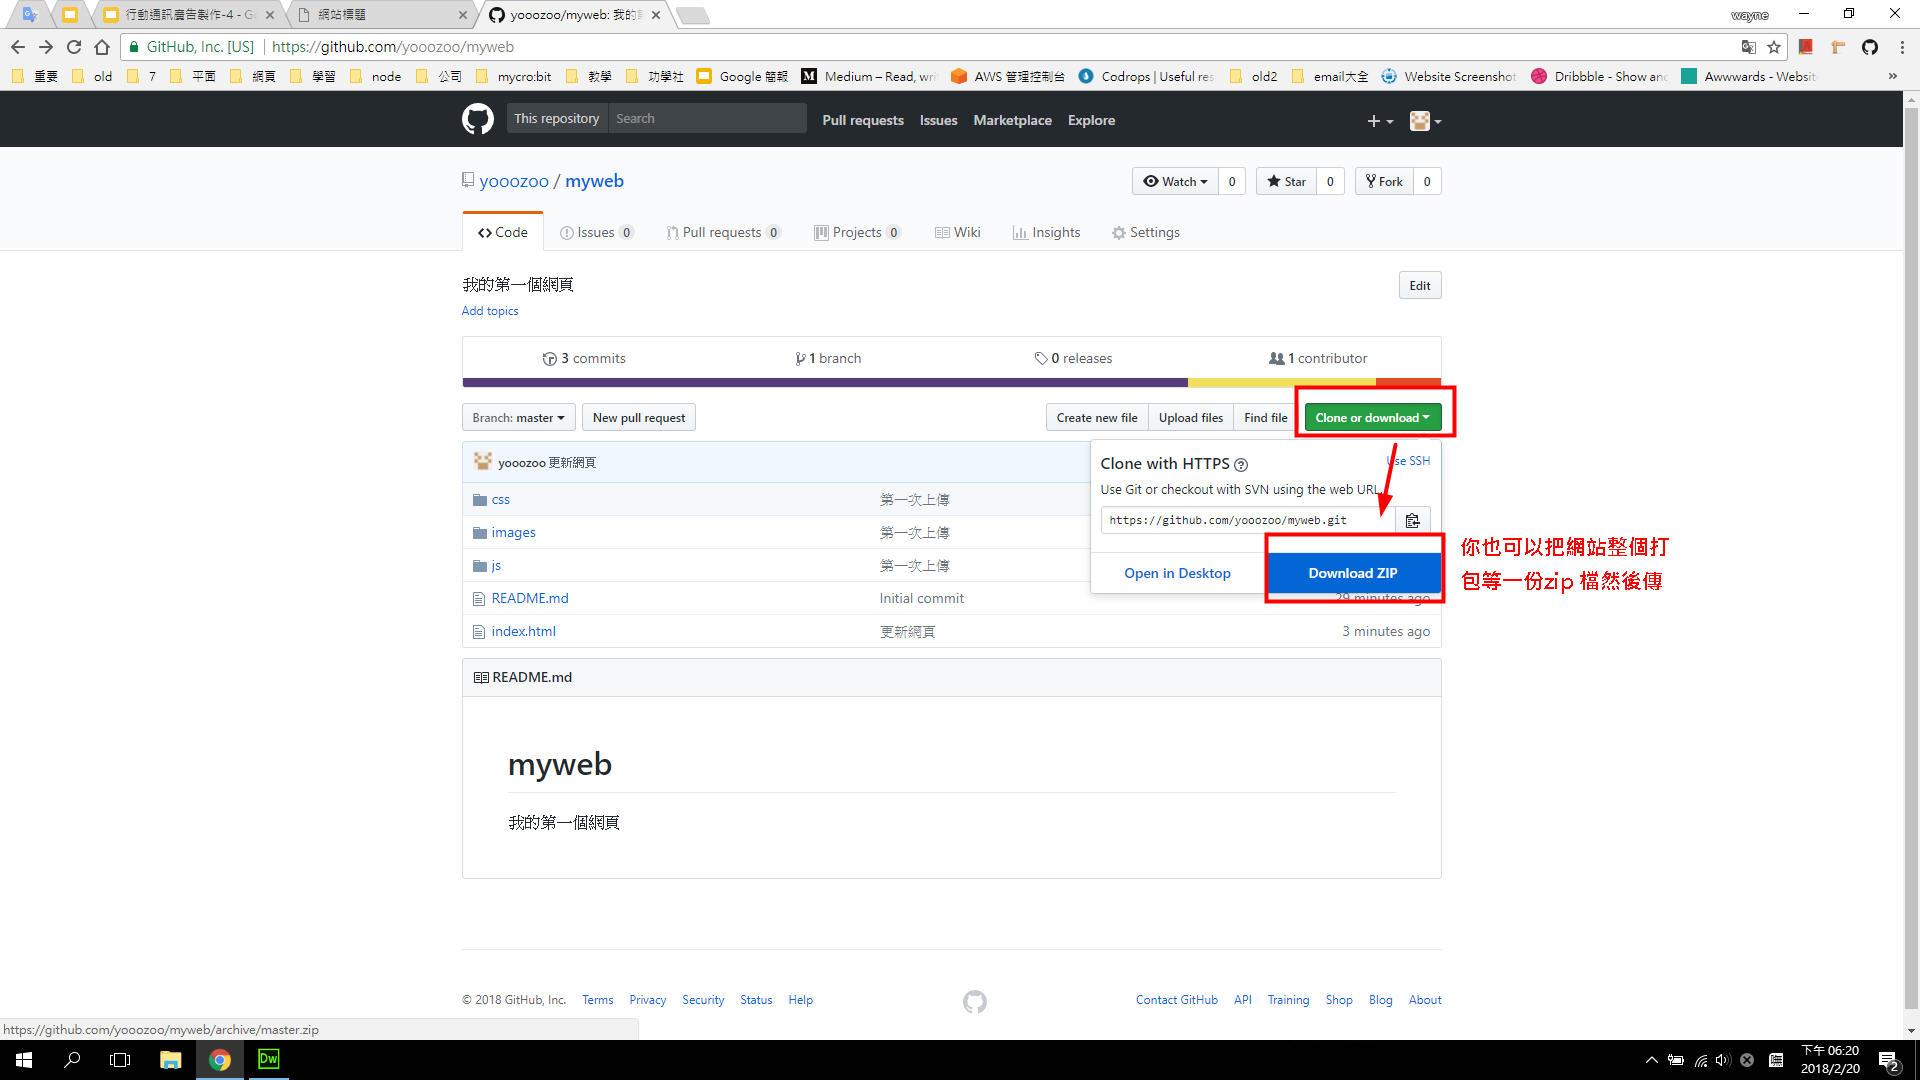 行動通訊廣告製作-4 - G
網站標題
yooozoo/myweb: 我的
wayne
GitHub, Inc. [US]
https://github.com/yooozoo/myweb
重要 old 7 平面 網頁 學習 node 公司 mycro:bit 教學 功學社 Google 簡報 Medium – Read, wri AWS 管理控制台 Codrops | Useful res old2 email大全 Website Screenshot Dribbble - Show and Awwwards - Websit »
This repository Search Pull requests Issues Marketplace Explore
yooozoo / myweb
Watch 0 Star 0 Fork 0
Code Issues 0 Pull requests 0 Projects 0 Wiki Insights Settings
我的第一個網頁 Edit
Add topics
3 commits 1 branch 0 releases 1 contributor
Branch: master New pull request Create new file Upload files Find file Clone or download
yooozoo 更新網頁
Clone with HTTPS Use SSH
Use Git or checkout with SVN using the web URL.
https://github.com/yooozoo/myweb.git
Open in Desktop Download ZIP
你也可以把網站整個打
包等一份zip 檔然後傳
css 第一次上傳
images 第一次上傳
js 第一次上傳
README.md Initial commit 29 minutes ago
index.html 更新網頁 3 minutes ago
README.md
myweb
我的第一個網頁
© 2018 GitHub, Inc. Terms Privacy Security Status Help Contact GitHub API Training Shop Blog About
https://github.com/yooozoo/myweb/archive/master.zip
Dw
下午 06:20
2018/2/20
2